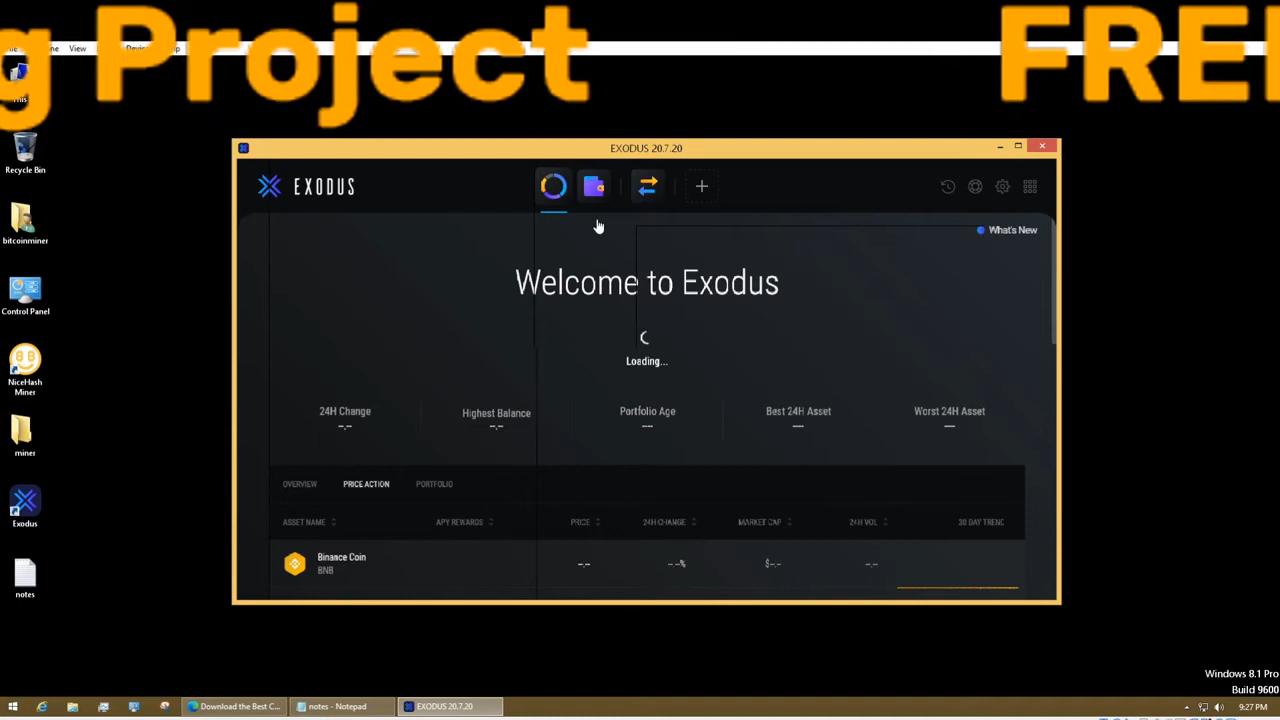 g Project FREE
View
This
Recycle Bin
bitcoinminer
Control Panel
NiceHash
Miner
miner
Exodus
notes
EXODUS 20.7.20
EXODUS
What's New
Welcome to Exodus
Loading...
24H Change Highest Balance Portfolio Age Best 24H Asset Worst 24H Asset
--.-- --.-- --- --- ---
OVERVIEW PRICE ACTION PORTFOLIO
ASSET NAME APY REWARDS PRICE 24H CHANGE MARKET CAP 24H VOL 30 DAY TREND
Binance Coin
BNB
--.-- --.--% $--.-- --.--
Windows 8.1 Pro
Build 9600
Download the Best C... notes - Notepad EXODUS 20.7.20 9:27 PM